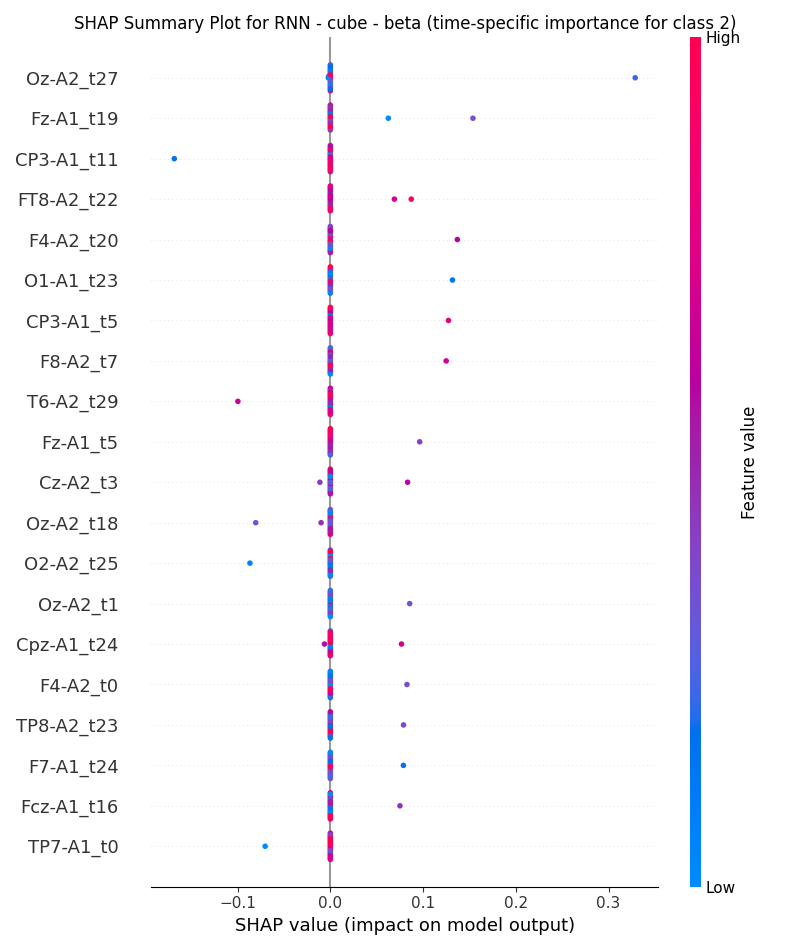 SHAP Summary Plot for RNN - cube - beta (time-specific importance for class 2)
High
Oz-A2_t27
Fz-A1_t19
CP3-A1_t11
FT8-A2_t22
F4-A2_t20
O1-A1_t23
CP3-A1_t5
F8-A2_t7
T6-A2_t29
Fz-A1_t5
Cz-A2_t3
Oz-A2_t18
O2-A2_t25
Oz-A2_t1
Cpz-A1_t24
F4-A2_t0
TP8-A2_t23
F7-A1_t24
Fcz-A1_t16
TP7-A1_t0
Feature value
Low
−0.1 0.0 0.1 0.2 0.3
SHAP value (impact on model output)